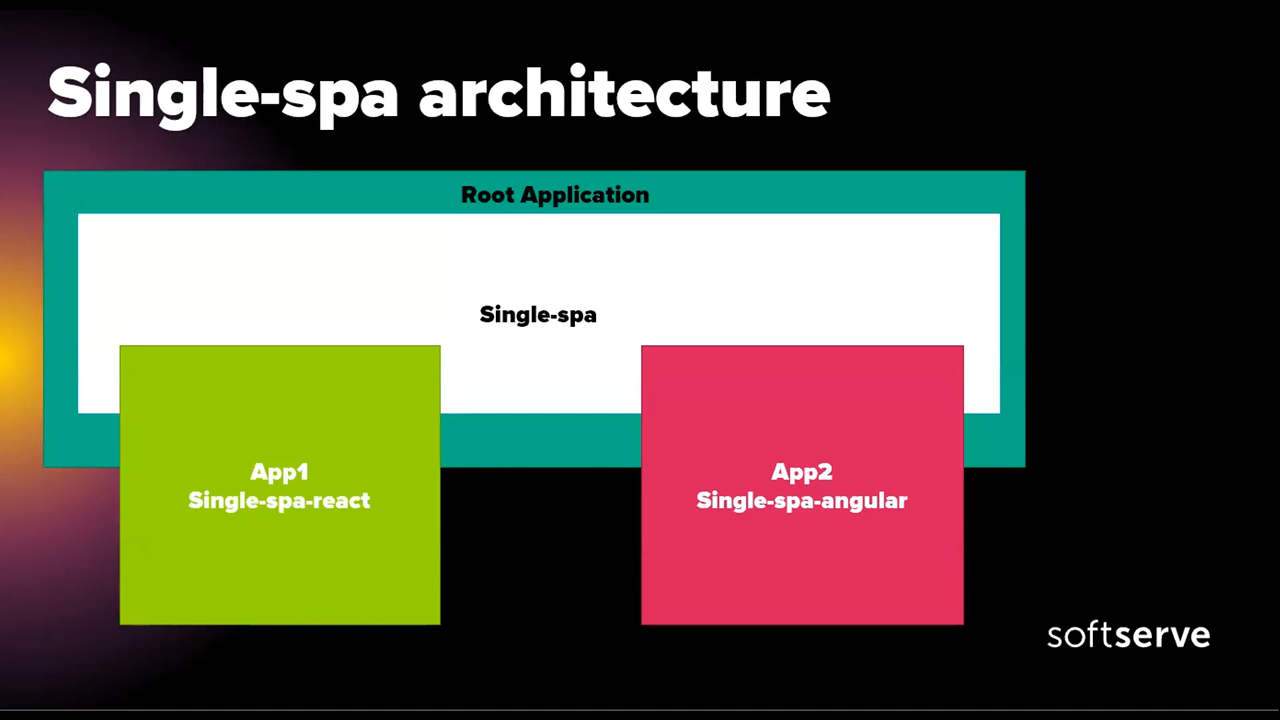 Single-spa architecture
Root Application
Single-spa
App1
Single-spa-react
App2
Single-spa-angular
softserve